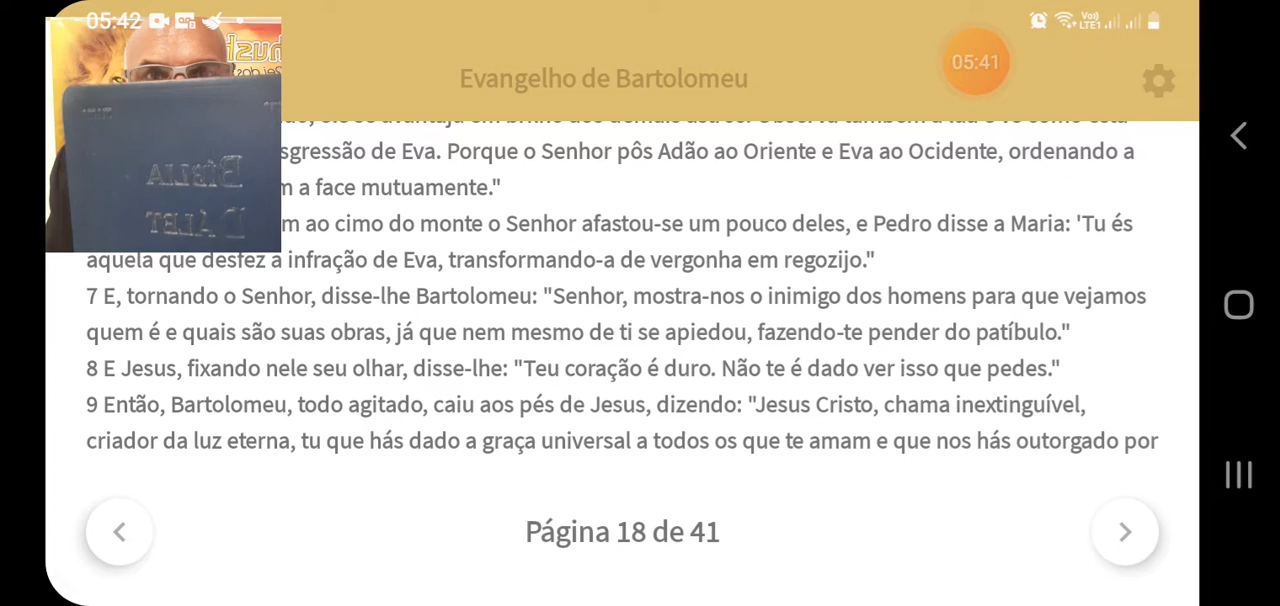 05:42
Vo) LTE1
Evangelho de Bartolomeu
05:41
sgressão de Eva. Porque o Senhor pôs Adão ao Oriente e Eva ao Ocidente, ordenando a
a face mutuamente."
ao cimo do monte o Senhor afastou-se um pouco deles, e Pedro disse a Maria: 'Tu és
aquela que desfez a infração de Eva, transformando-a de vergonha em regozijo."
7 E, tornando o Senhor, disse-lhe Bartolomeu: "Senhor, mostra-nos o inimigo dos homens para que vejamos
quem é e quais são suas obras, já que nem mesmo de ti se apiedou, fazendo-te pender do patíbulo."
8 E Jesus, fixando nele seu olhar, disse-lhe: "Teu coração é duro. Não te é dado ver isso que pedes."
9 Então, Bartolomeu, todo agitado, caiu aos pés de Jesus, dizendo: "Jesus Cristo, chama inextinguível,
criador da luz eterna, tu que hás dado a graça universal a todos os que te amam e que nos hás outorgado por
Página 18 de 41
BÍBLIA